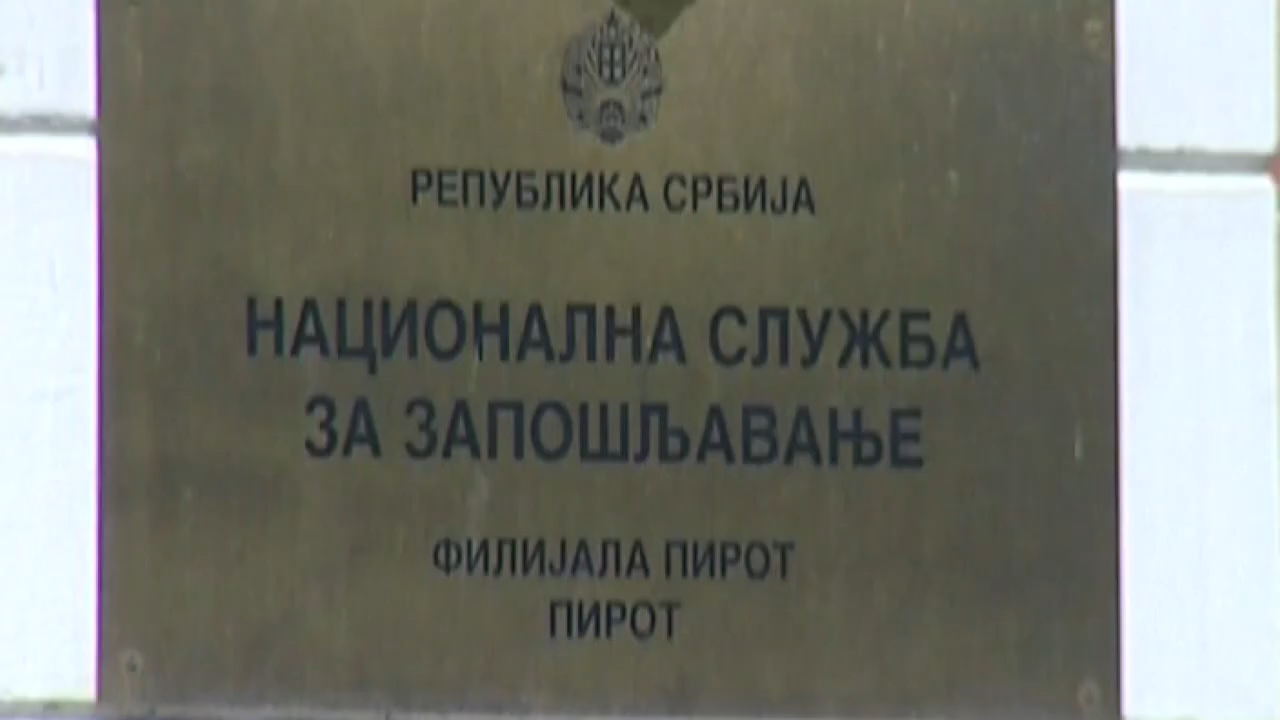 РЕПУБЛИКА СРБИЈА
НАЦИОНАЛНА СЛУЖБА
ЗА ЗАПОШЉАВАЊЕ
ФИЛИЈАЛА ПИРОТ
ПИРОТ